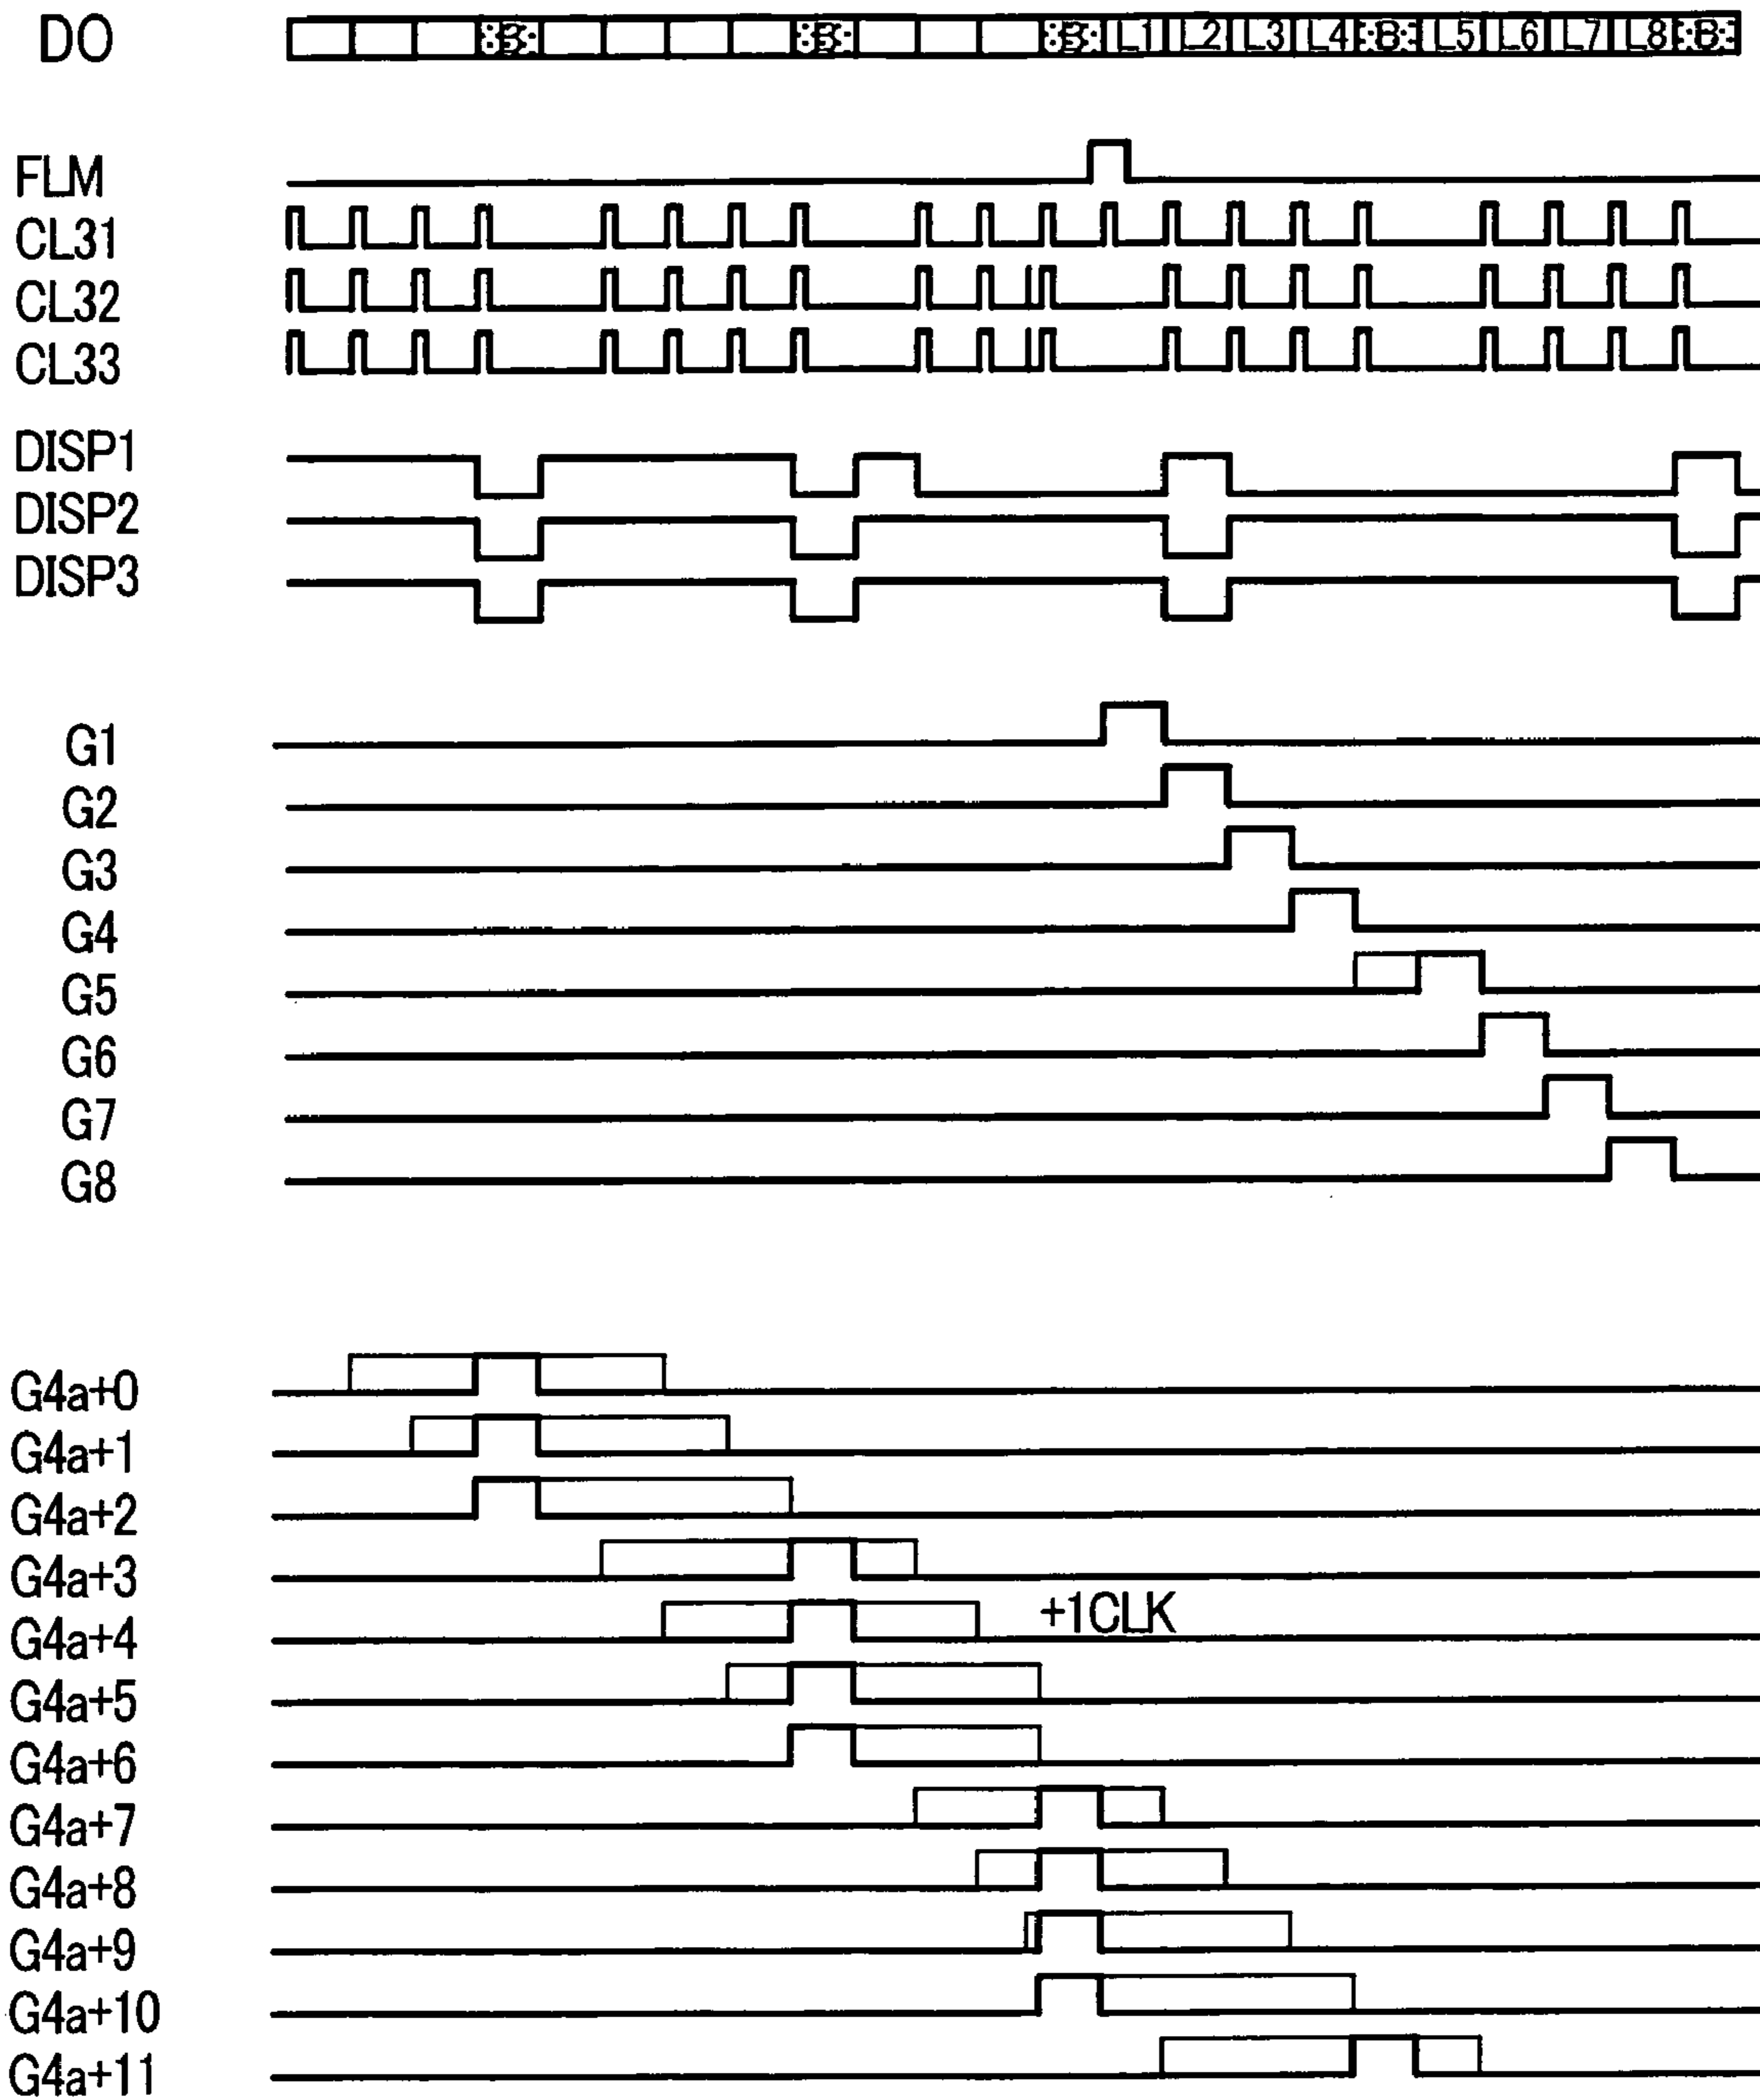 DO B B B L1 L2 L3 L4 B L5 L6 L7 L8 B
FLM
CL31
CL32
CL33
DISP1
DISP2
DISP3
G1
G2
G3
G4
G5
G6
G7
G8
G4a+0
G4a+1
G4a+2
G4a+3
G4a+4 +1CLK
G4a+5
G4a+6
G4a+7
G4a+8
G4a+9
G4a+10
G4a+11